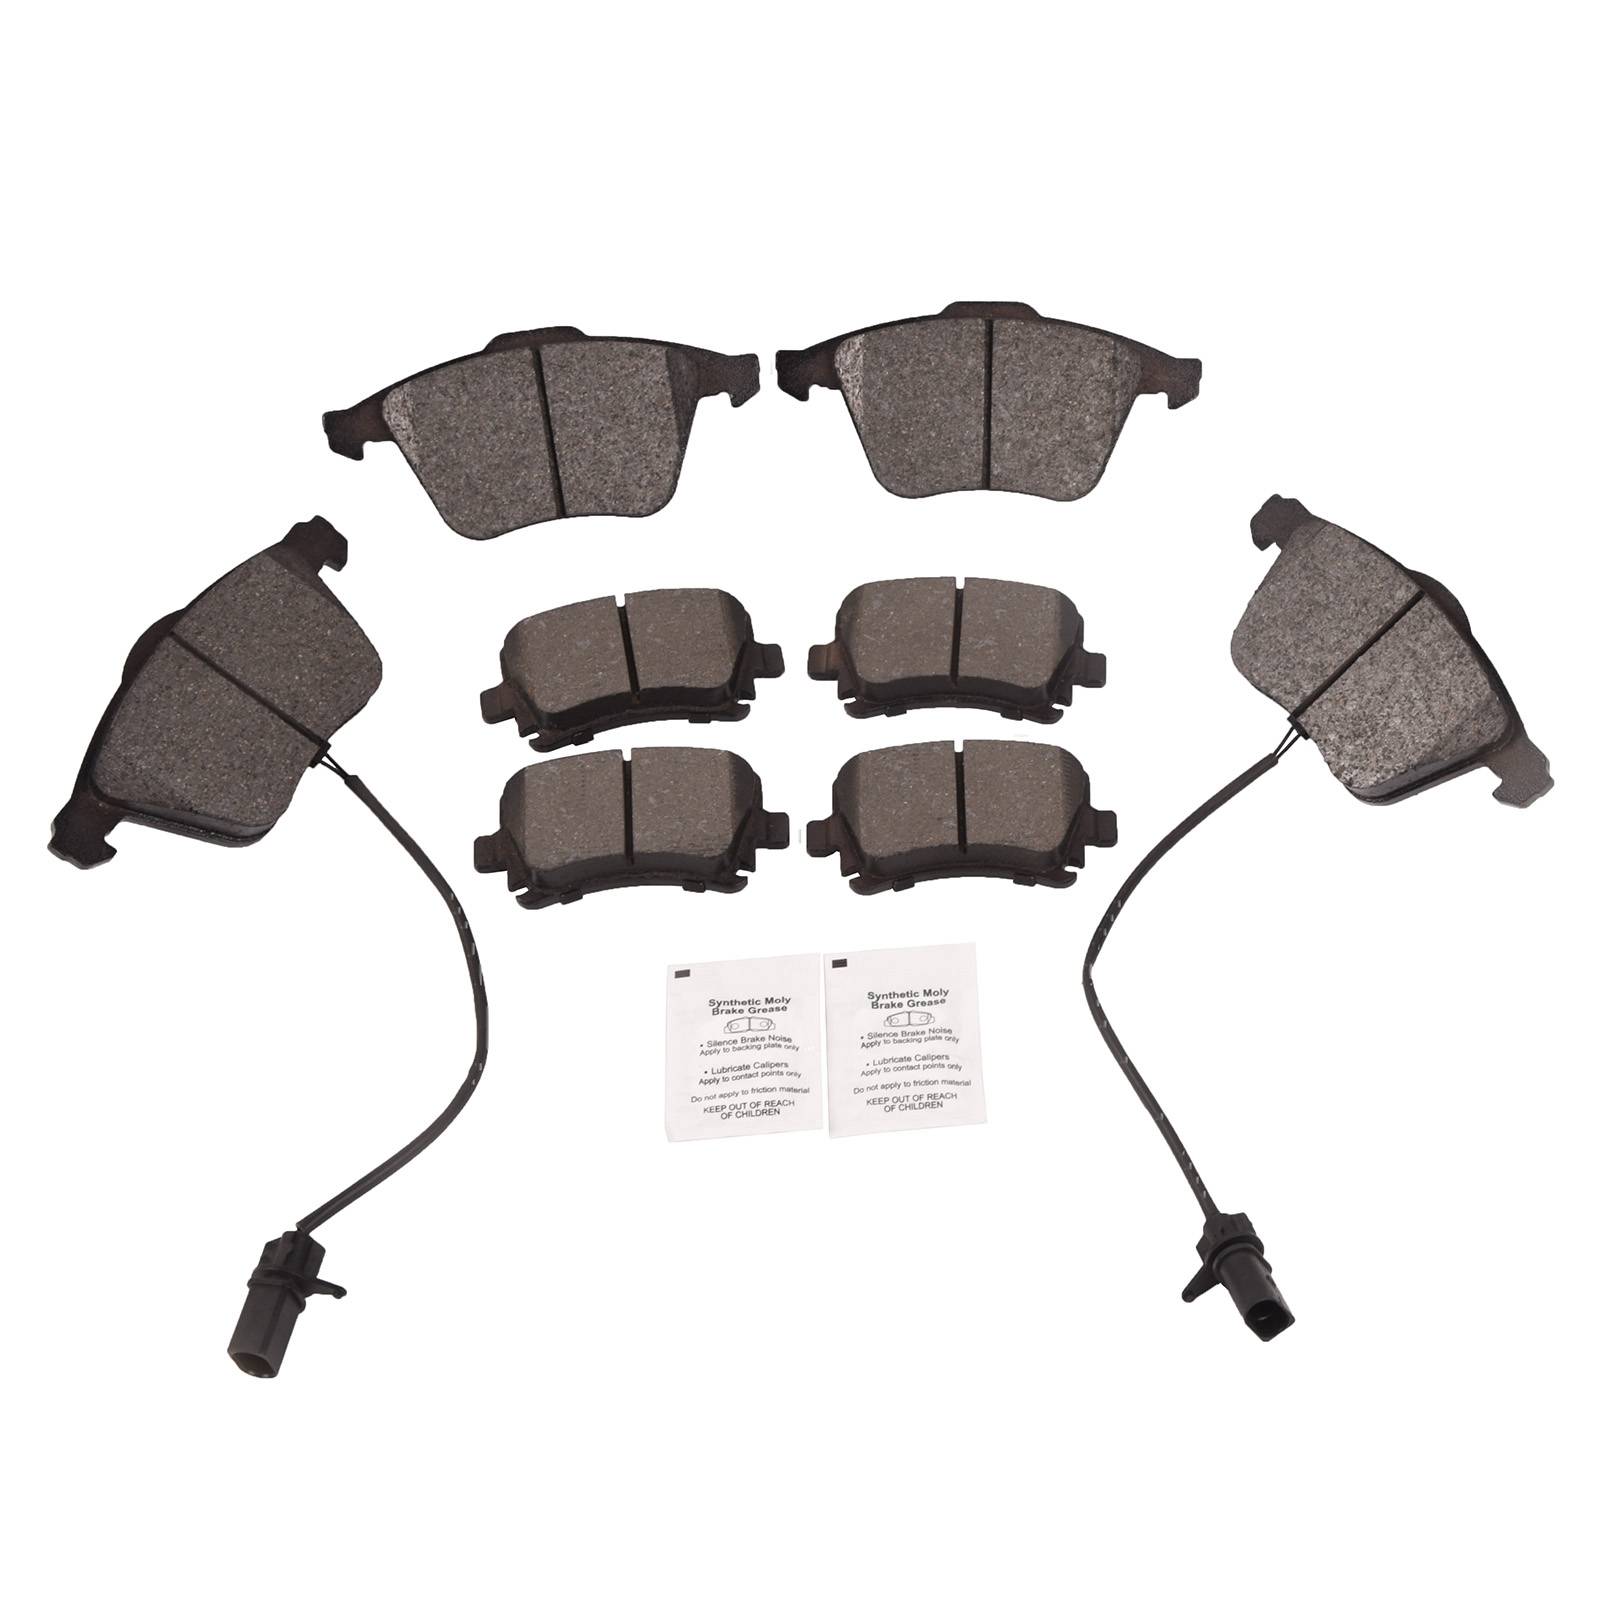 Synthetic Moly
Brake Grease
• Silence Brake Noise
Apply to backing plate only
• Lubricate Calipers
Apply to contact points only
Do not apply to friction material
KEEP OUT OF REACH
OF CHILDREN
Synthetic Moly
Brake Grease
• Silence Brake Noise
Apply to backing plate only
• Lubricate Calipers
Apply to contact points only
Do not apply to friction material
KEEP OUT OF REACH
OF CHILDREN